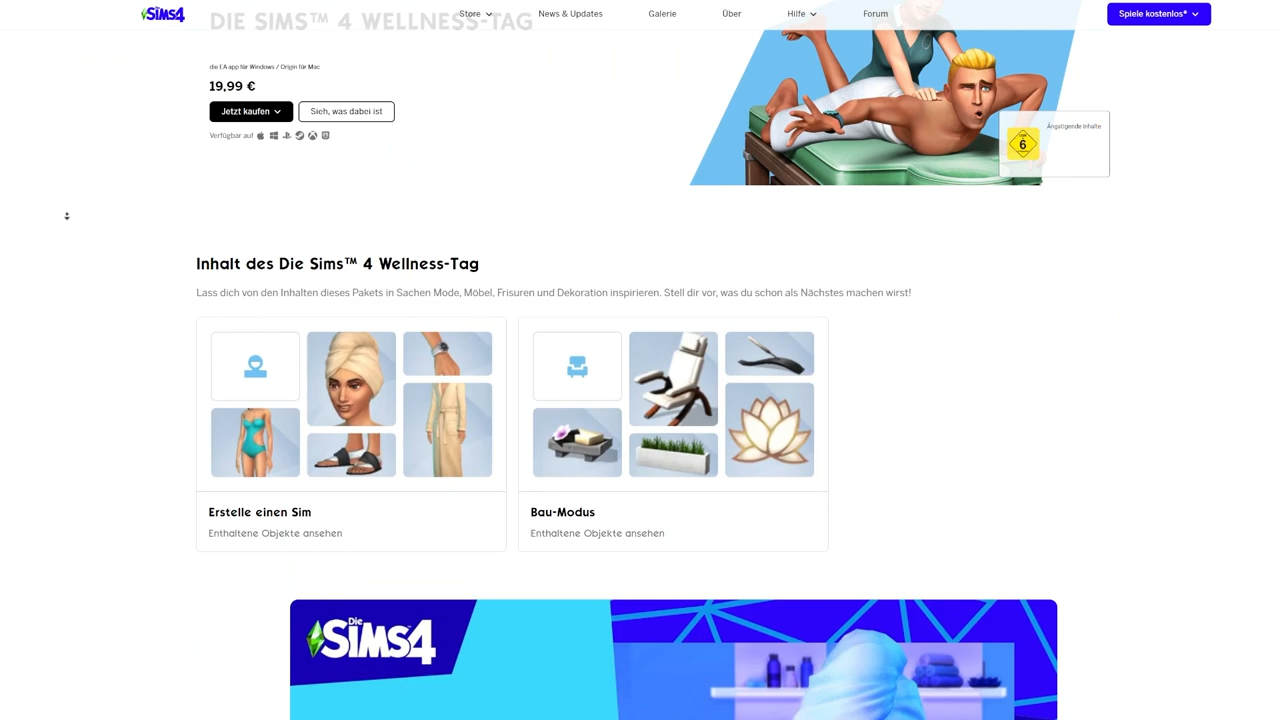 Die SiMS4
Store
News & Updates
Galerie
Über
Hilfe
Forum
Spiele kostenlos*
DIE SIMS™ 4 WELLNESS-TAG
die EA app für Windows / Origin für Mac
19,99 €
Jetzt kaufen
Sieh, was dabei ist
Verfügbar auf
6
Ängstigende Inhalte
Inhalt des Die Sims™ 4 Wellness-Tag
Lass dich von den Inhalten dieses Pakets in Sachen Mode, Möbel, Frisuren und Dekoration inspirieren. Stell dir vor, was du schon als Nächstes machen wirst!
Erstelle einen Sim
Enthaltene Objekte ansehen
Bau-Modus
Enthaltene Objekte ansehen
Die SiMS4